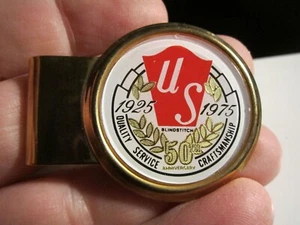 US
BLINDSTITCH
1925 1975
50th
ANNIVERSARY
QUALITY SERVICE CRAFTSMANSHIP